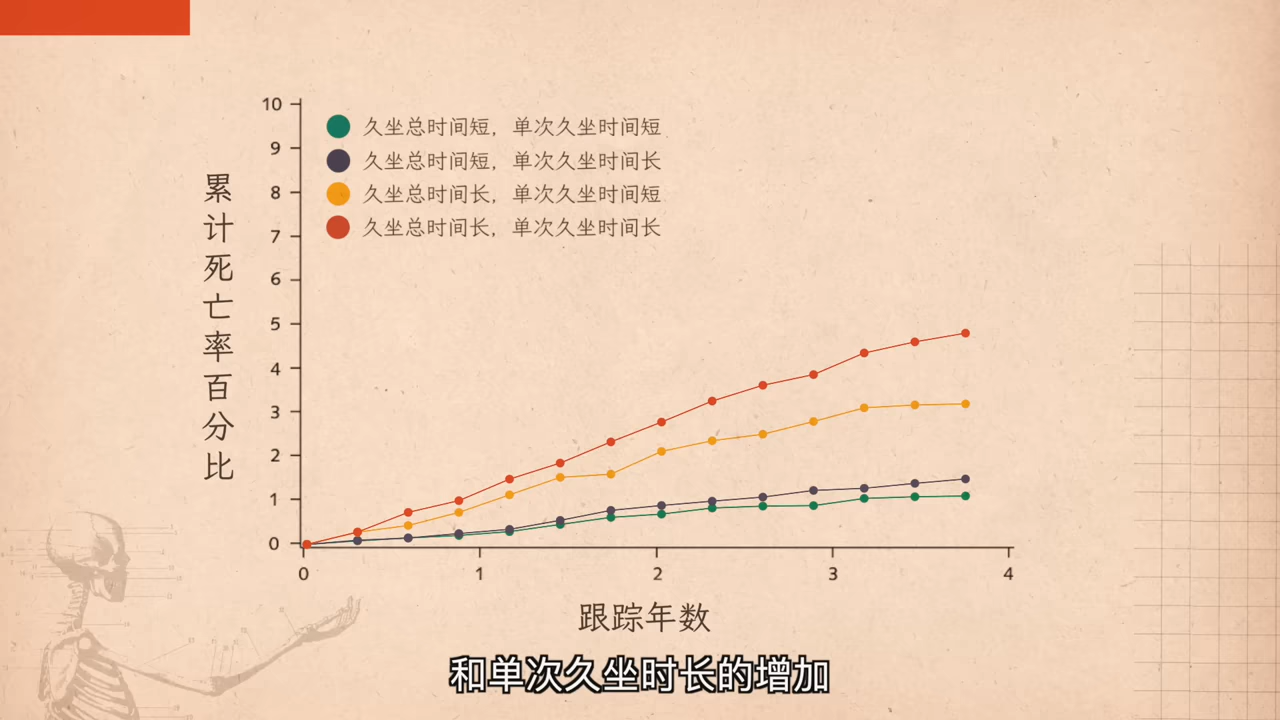 久坐总时间短，单次久坐时间短
久坐总时间短，单次久坐时间长
久坐总时间长，单次久坐时间短
久坐总时间长，单次久坐时间长
累计死亡率百分比
10
9
8
7
6
5
4
3
2
1
0
0 1 2 3 4
跟踪年数
和单次久坐时长的增加